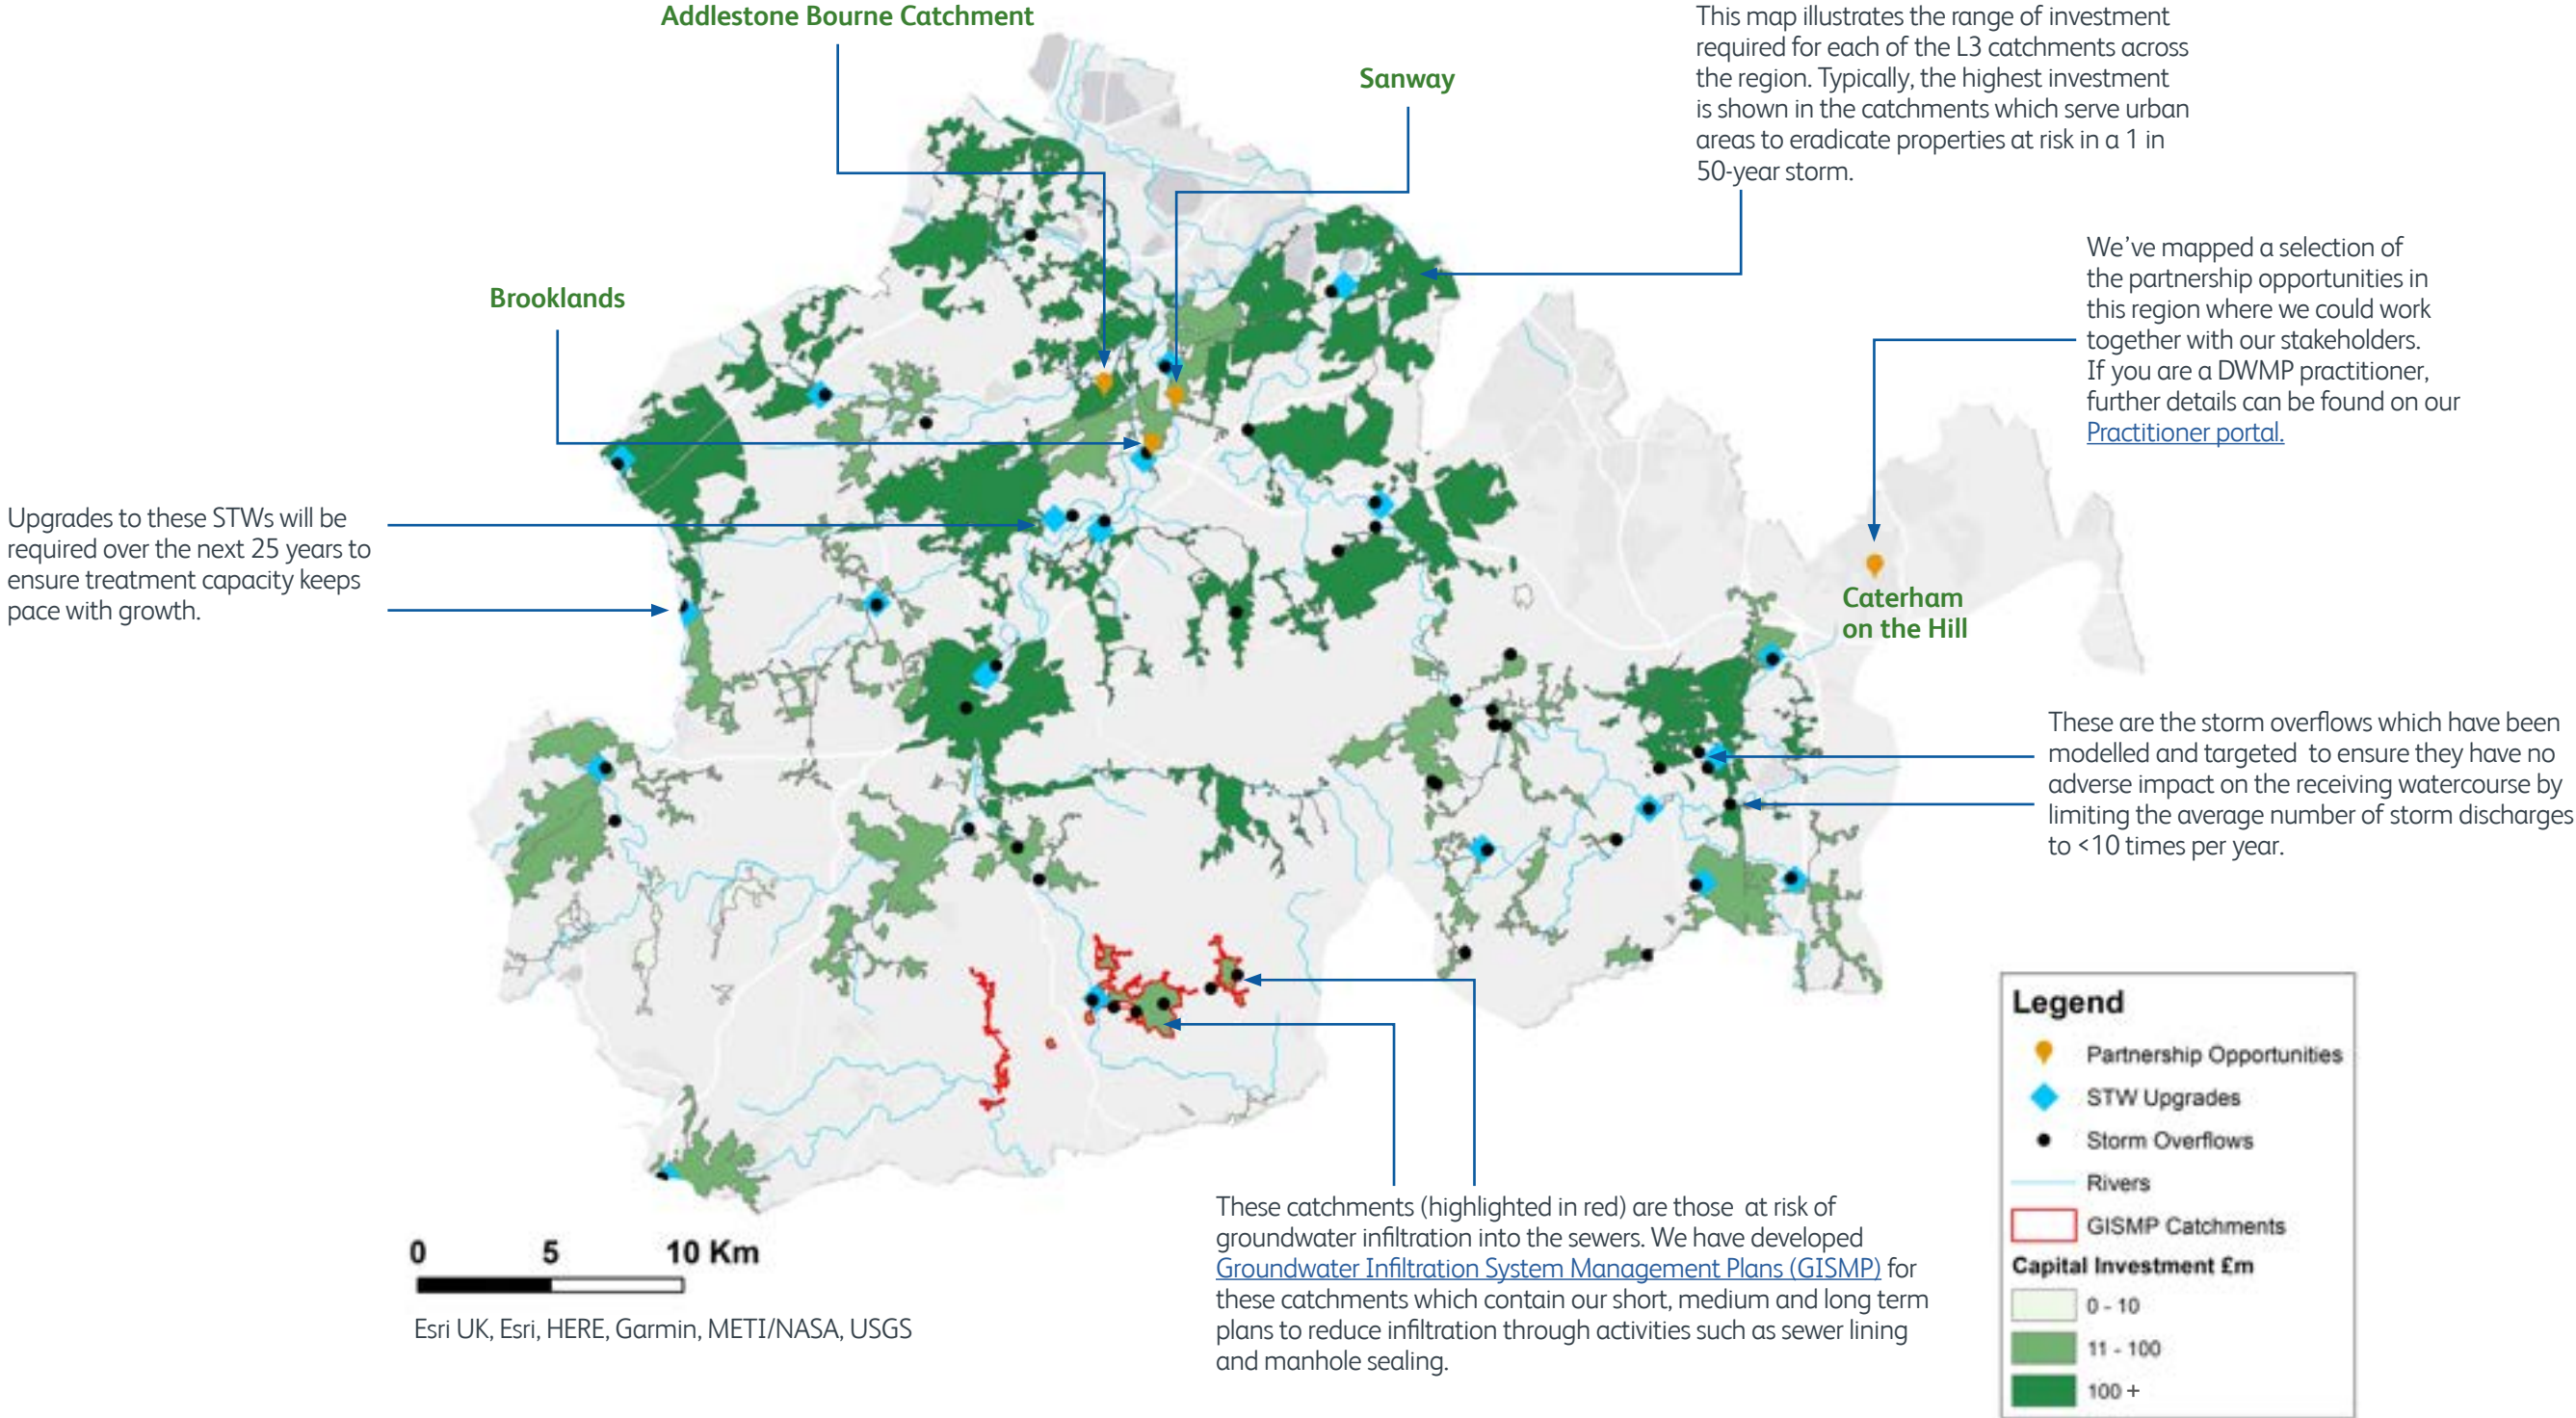 Addlestone Bourne Catchment
Sanway
This map illustrates the range of investment
required for each of the L3 catchments across
the region. Typically, the highest investment
is shown in the catchments which serve urban
areas to eradicate properties at risk in a 1 in
50-year storm.
We’ve mapped a selection of
the partnership opportunities in
this region where we could work
together with our stakeholders.
If you are a DWMP practitioner,
further details can be found on our
Practitioner portal.
Brooklands
Upgrades to these STWs will be
required over the next 25 years to
ensure treatment capacity keeps
pace with growth.
Caterham
on the Hill
These are the storm overflows which have been
modelled and targeted to ensure they have no
adverse impact on the receiving watercourse by
limiting the average number of storm discharges
to <10 times per year.
These catchments (highlighted in red) are those at risk of
groundwater infiltration into the sewers. We have developed
Groundwater Infiltration System Management Plans (GISMP) for
these catchments which contain our short, medium and long term
plans to reduce infiltration through activities such as sewer lining
and manhole sealing.
0 5 10 Km
Esri UK, Esri, HERE, Garmin, METI/NASA, USGS
Legend
Partnership Opportunities
STW Upgrades
Storm Overflows
Rivers
GISMP Catchments
Capital Investment £m
0 - 10
11 - 100
100 +